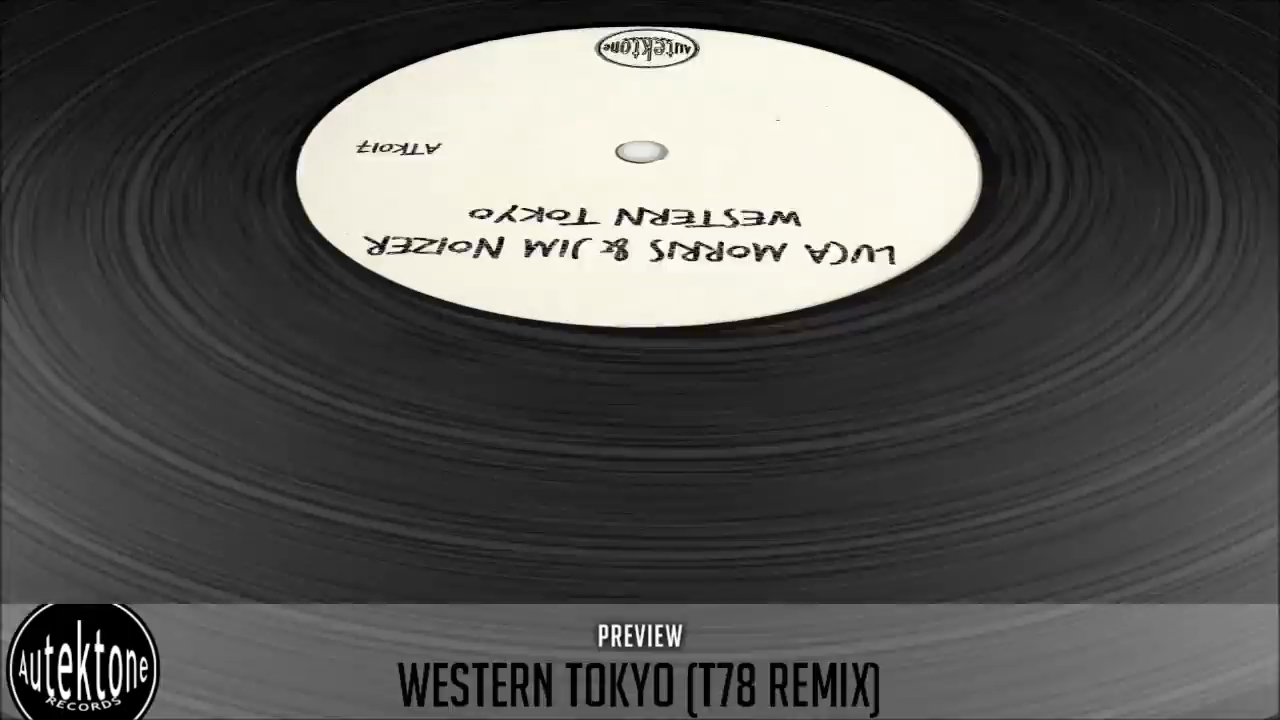 Autektone
ATK017
WESTERN TOKYO
LUCA MORRIS & JIM NOIZER
PREVIEW
WESTERN TOKYO (T78 REMIX)
Autektone
RECORDS